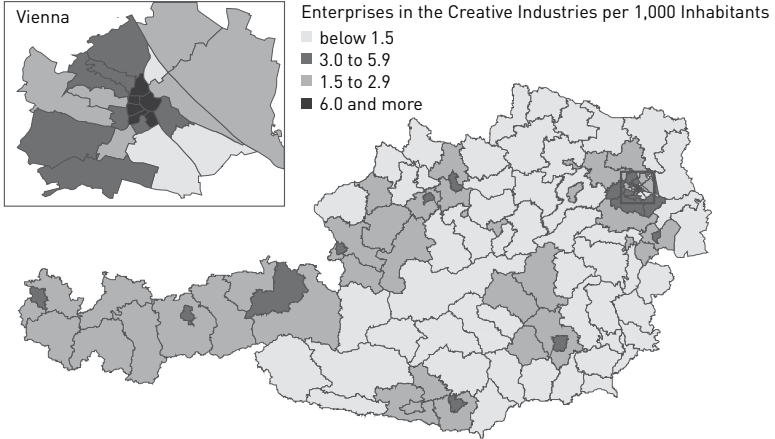 Vienna
Enterprises in the Creative Industries per 1,000 Inhabitants
below 1.5
3.0 to 5.9
1.5 to 2.9
6.0 and more